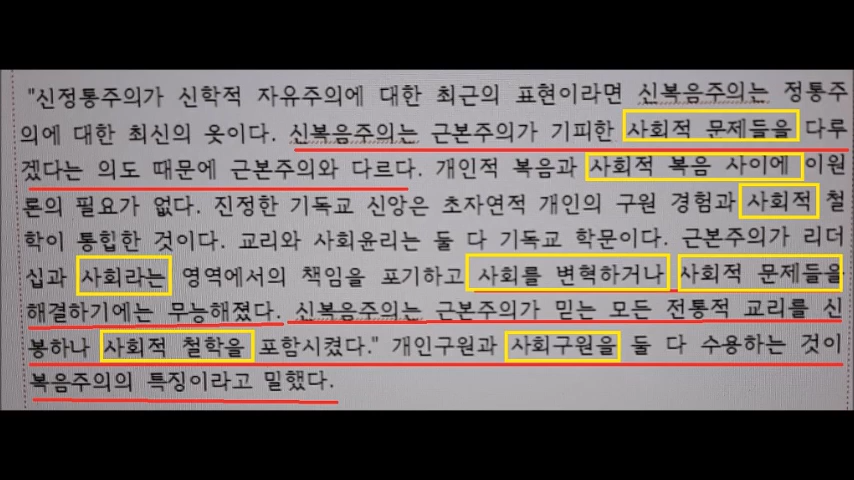 "신정통주의가 신학적 자유주의에 대한 최근의 표현이라면 신복음주의는 정통주
의에 대한 최신의 옷이다. 신복음주의는 근본주의가 기피한 사회적 문제들을 다루
겠다는 의도 때문에 근본주의와 다르다. 개인적 복음과 사회적 복음 사이에 이원
론의 필요가 없다. 진정한 기독교 신앙은 초자연적 개인의 구원 경험과 사회적 철
학이 통힙한 것이다. 교리와 사회윤리는 둘 다 기독교 학문이다. 근본주의가 리더
십과 사회라는 영역에서의 책임을 포기하고 사회를 변혁하거나 사회적 문제들을
해결하기에는 무능해졌다. 신복음주의는 근본주의가 믿는 모든 전통적 교리를 신
봉하나 사회적 철학을 포함시켰다." 개인구원과 사회구원을 둘 다 수용하는 것이
복음주의의 특징이라고 밀했다.